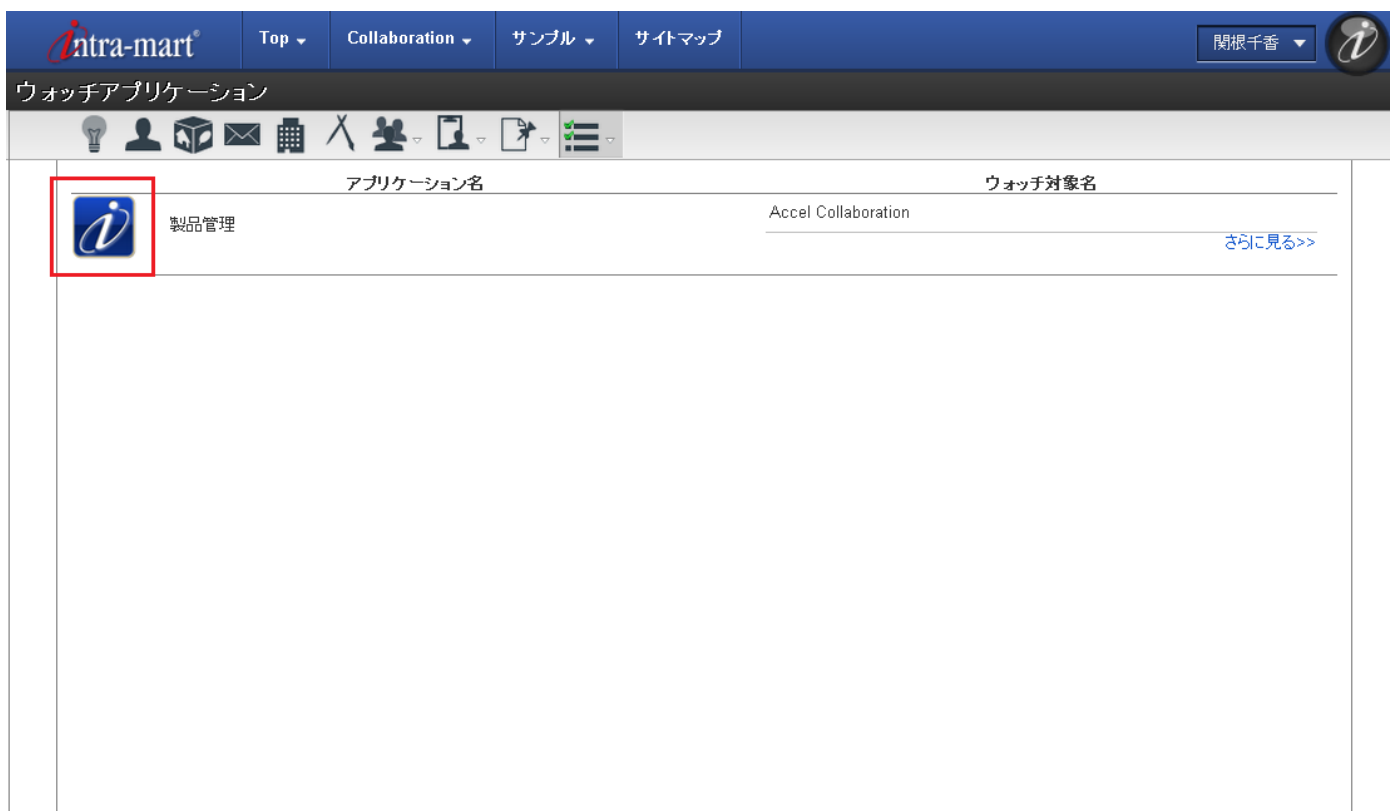 intra-mart® Top Collaboration サンプル サイトマップ 関根千香
ウォッチアプリケーション
アプリケーション名 ウォッチ対象名
製品管理 Accel Collaboration
さらに見る>>